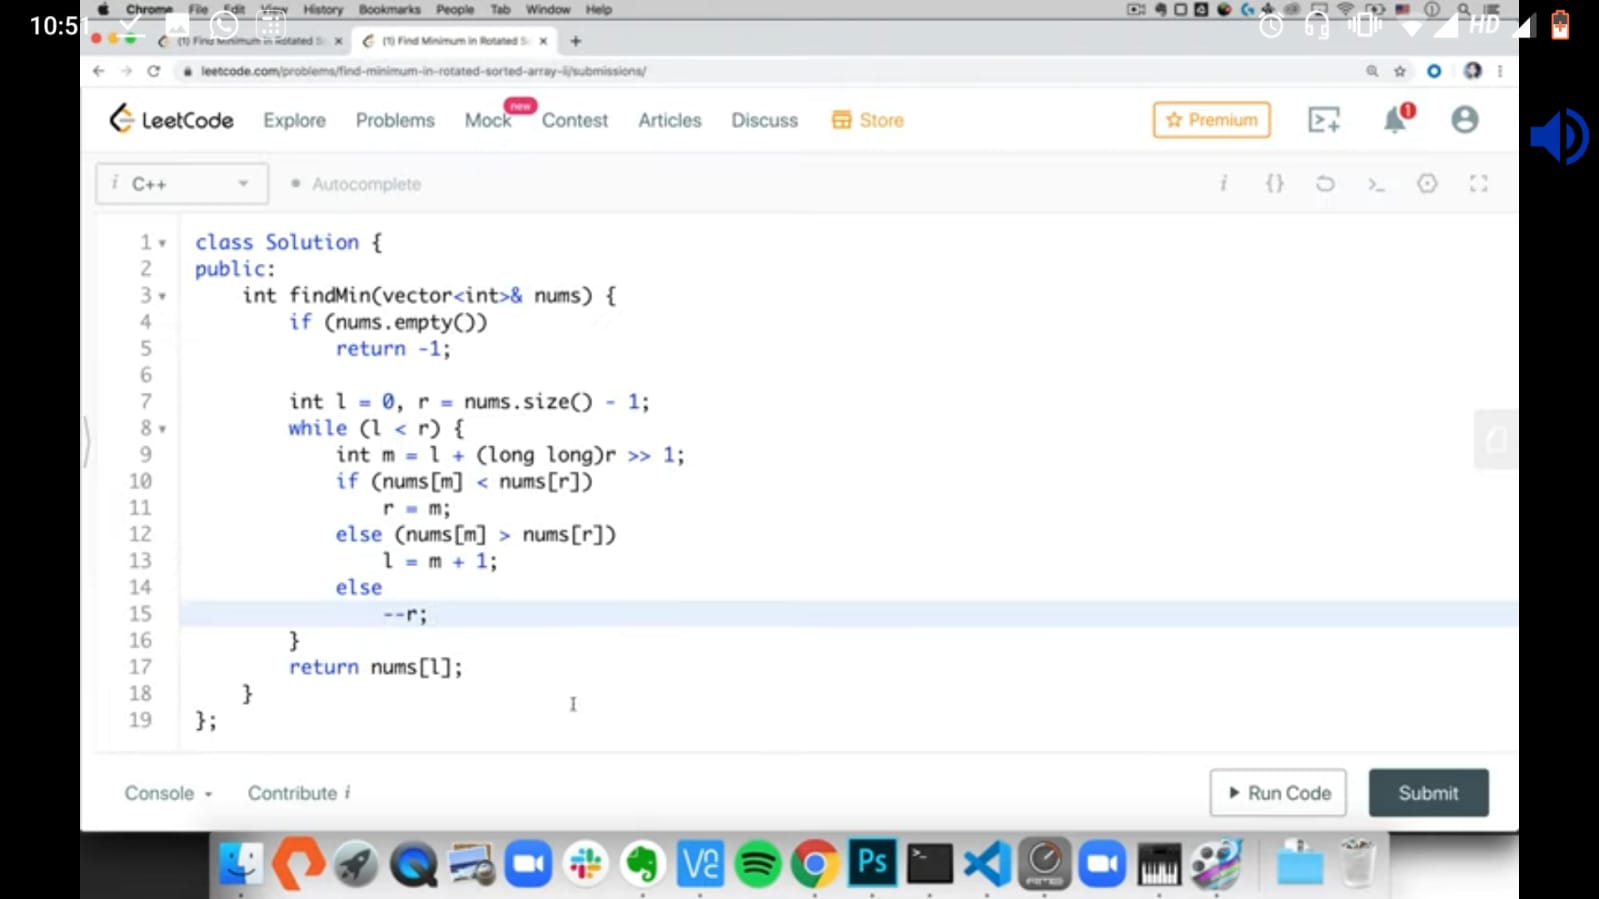 Chrome File Edit View History Bookmarks People Tab Window Help
10:51 HD
(1) Find Minimum in Rotated S × (1) Find Minimum in Rotated S × +
leetcode.com/problems/find-minimum-in-rotated-sorted-array-ii/submissions/
LeetCode Explore Problems Mock new Contest Articles Discuss Store Premium 1
i C++ Autocomplete i {} >_
1 class Solution {
2 public:
3 int findMin(vector<int>& nums) {
4 if (nums.empty())
5 return -1;
6
7 int l = 0, r = nums.size() - 1;
8 while (l < r) {
9 int m = l + (long long)r >> 1;
10 if (nums[m] < nums[r])
11 r = m;
12 else (nums[m] > nums[r])
13 l = m + 1;
14 else
15 --r;
16 }
17 return nums[l];
18 }
19 };
Console Contribute i Run Code Submit
Ps